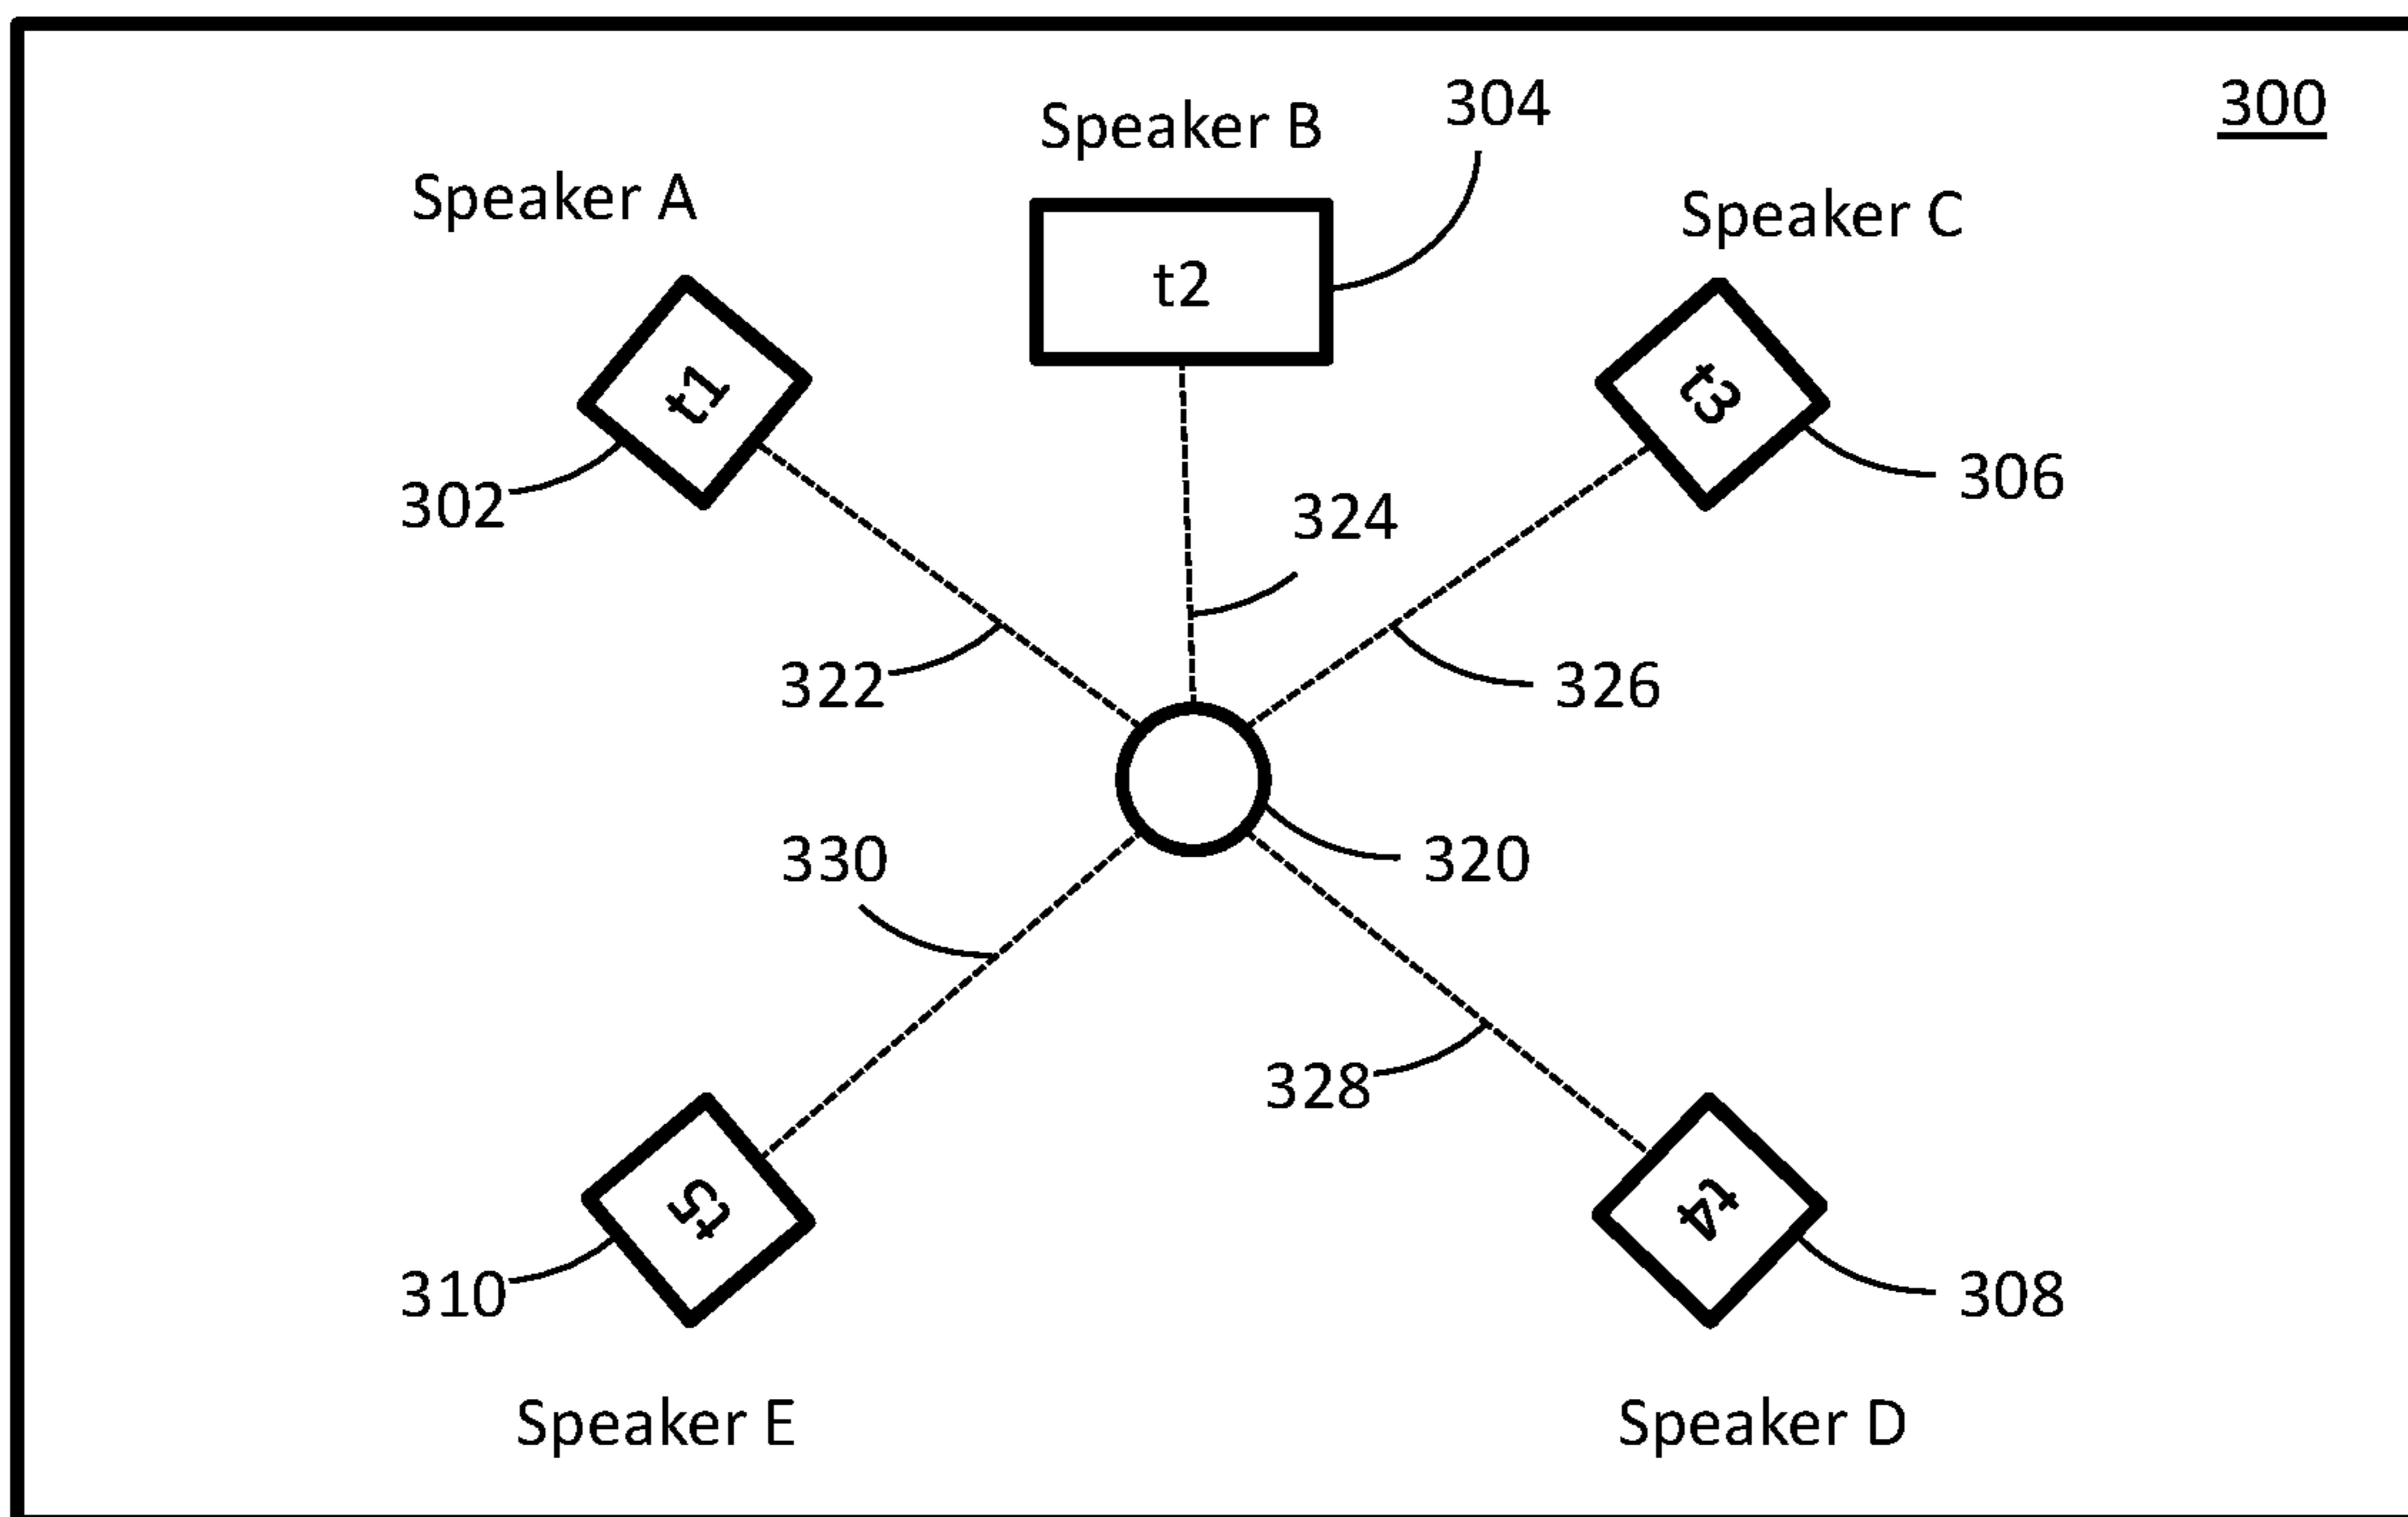 300
Speaker B
304
Speaker A
Speaker C
t2
t1
t3
302
306
324
322
326
330
320
328
t5
t4
310
308
Speaker E
Speaker D